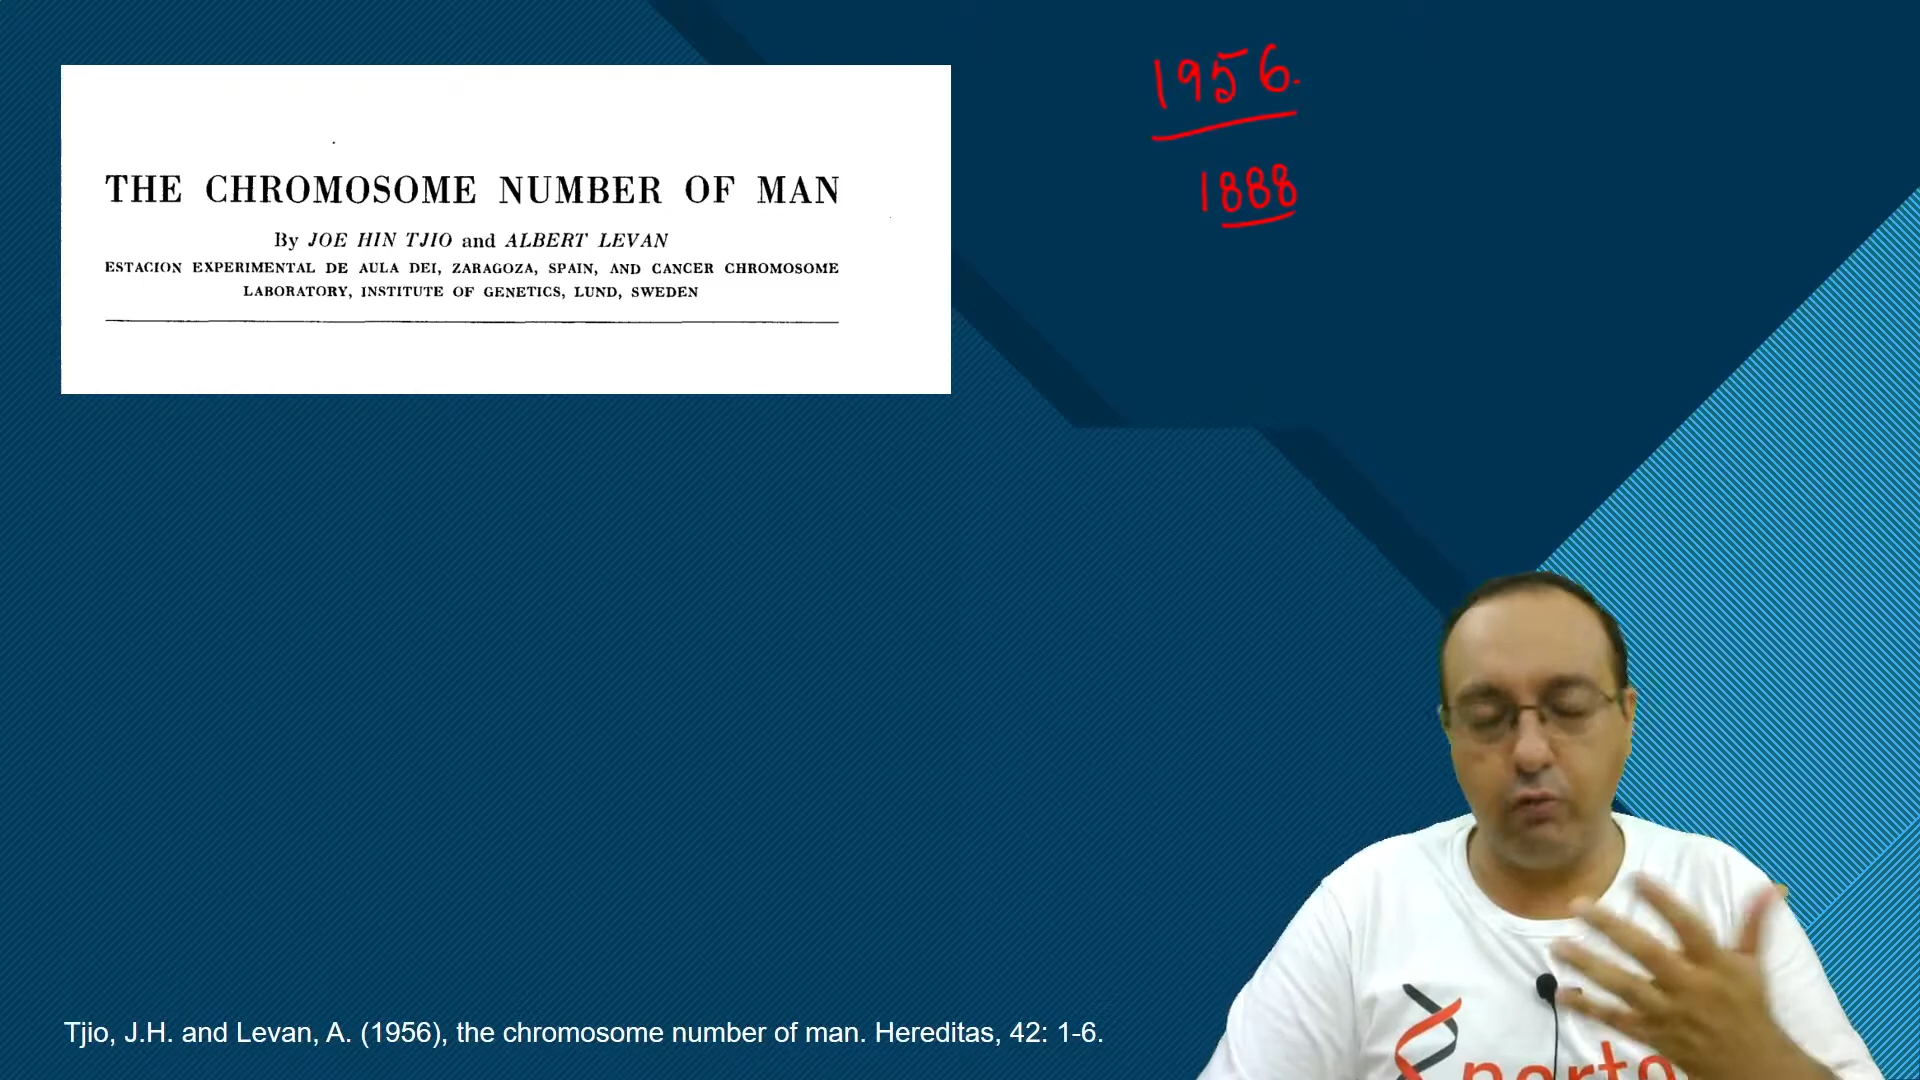 THE CHROMOSOME NUMBER OF MAN
By JOE HIN TJIO and ALBERT LEVAN
ESTACION EXPERIMENTAL DE AULA DEI, ZARAGOZA, SPAIN, AND CANCER CHROMOSOME
LABORATORY, INSTITUTE OF GENETICS, LUND, SWEDEN
1956.
1888
Tjio, J.H. and Levan, A. (1956), the chromosome number of man. Hereditas, 42: 1-6.